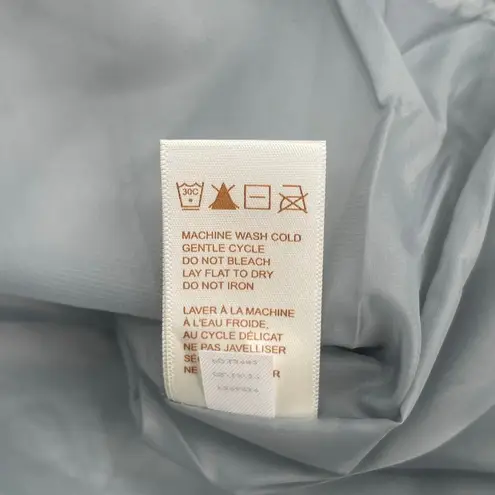 30C
MACHINE WASH COLD
GENTLE CYCLE
DO NOT BLEACH
LAY FLAT TO DRY
DO NOT IRON
LAVER À LA MACHINE
À L'EAU FROIDE,
AU CYCLE DÉLICAT
NE PAS JAVELLISER
NE